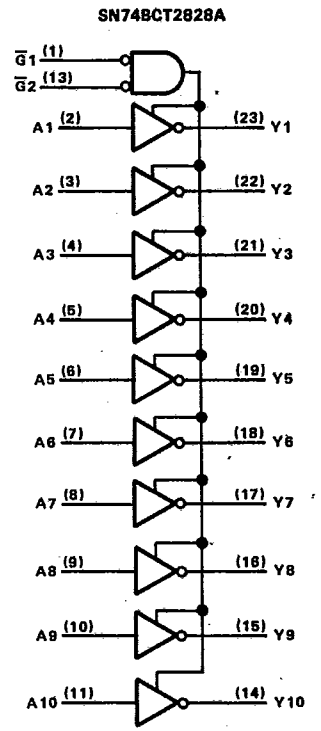 SN74BCT2828A
G̅1 (1)
G̅2 (13)
A1 (2) (23) Y1
A2 (3) (22) Y2
A3 (4) (21) Y3
A4 (5) (20) Y4
A5 (6) (19) Y5
A6 (7) (18) Y6
A7 (8) (17) Y7
A8 (9) (16) Y8
A9 (10) (15) Y9
A10 (11) (14) Y10